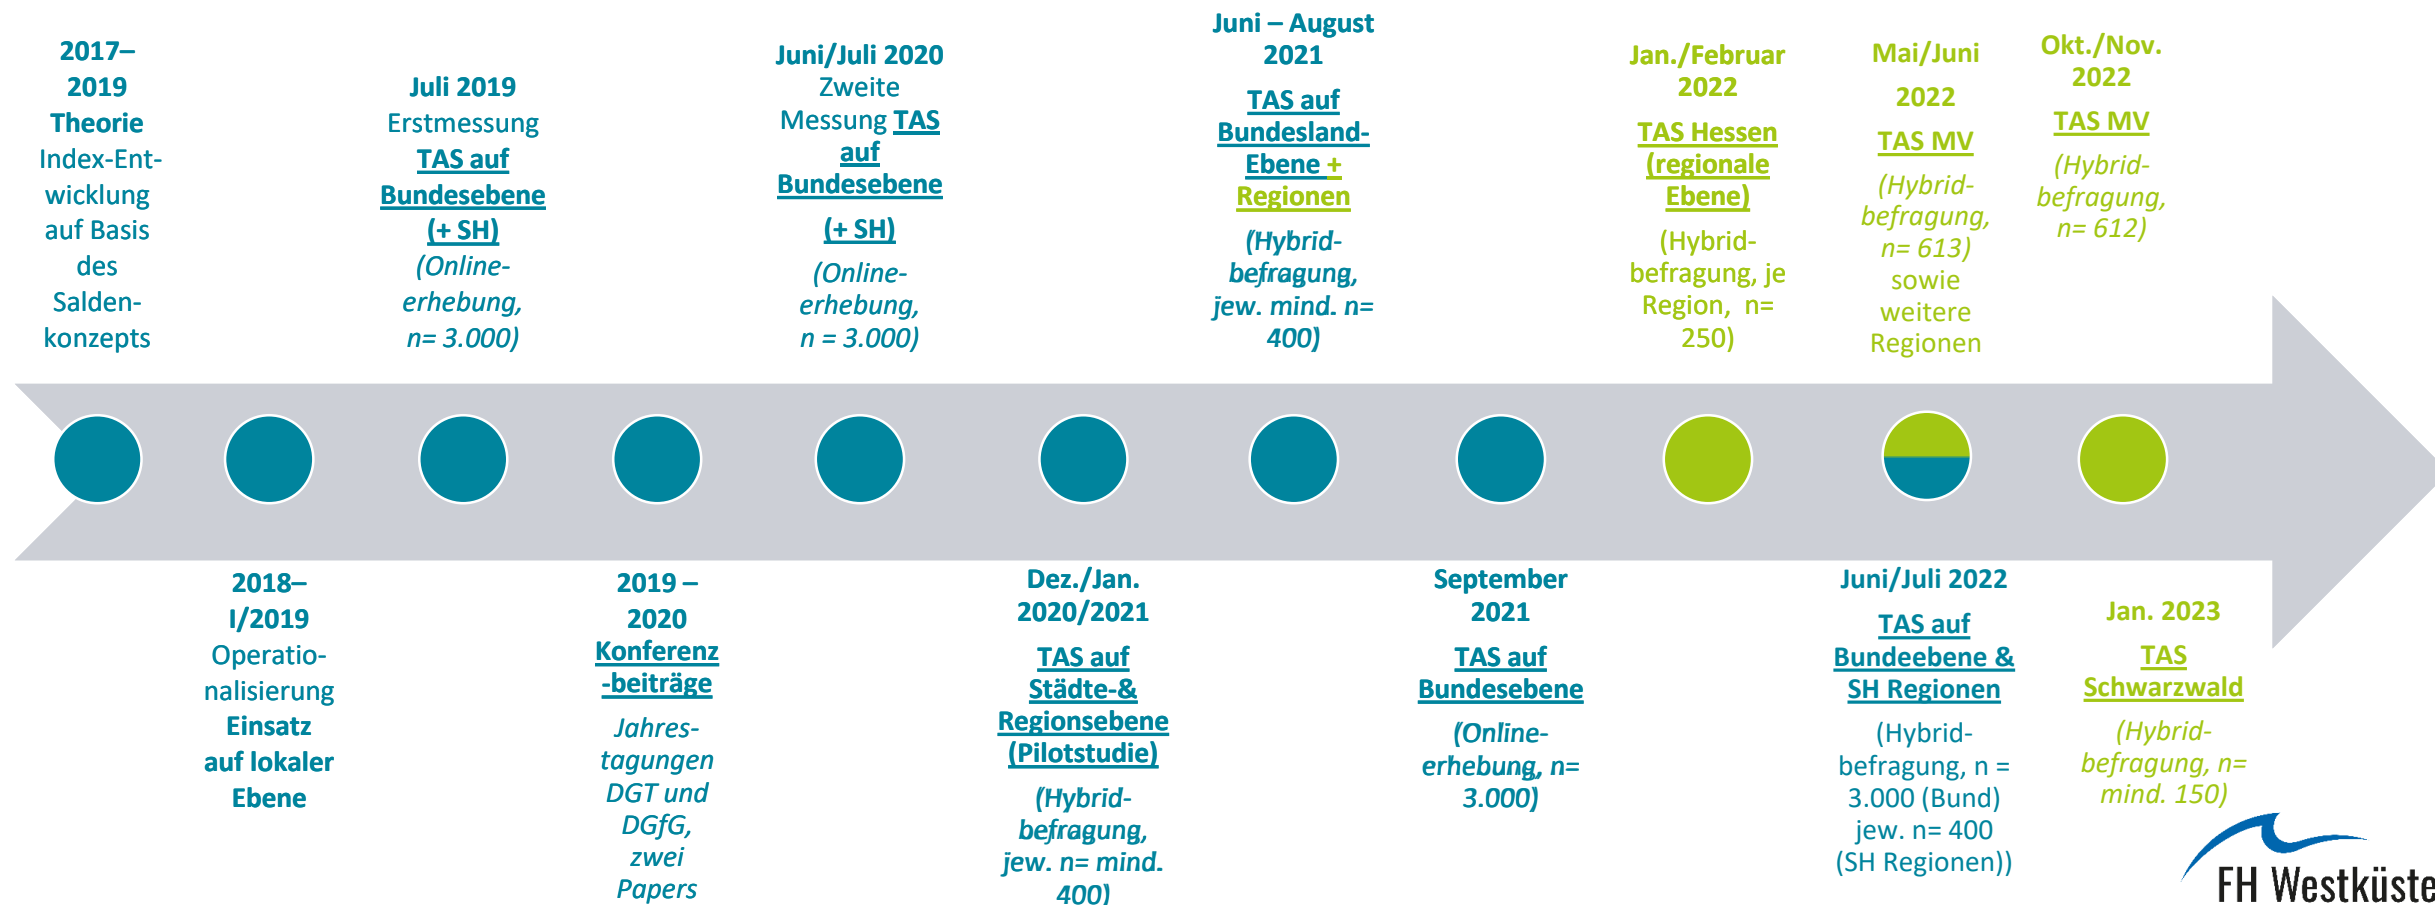 2017–
2019
Theorie
Index-Ent-
wicklung
auf Basis
des
Salden-
konzepts
Juli 2019
Erstmessung
TAS auf
Bundesebene
(+ SH)
(Online-
erhebung,
n= 3.000)
Juni/Juli 2020
Zweite
Messung TAS
auf
Bundesebene
(+ SH)
(Online-
erhebung,
n = 3.000)
Juni – August
2021
TAS auf
Bundesland-
Ebene +
Regionen
(Hybrid-
befragung,
jew. mind. n=
400)
Jan./Februar
2022
TAS Hessen
(regionale
Ebene)
(Hybrid-
befragung, je
Region, n=
250)
Mai/Juni
2022
TAS MV
(Hybrid-
befragung,
n= 613)
sowie
weitere
Regionen
Okt./Nov.
2022
TAS MV
(Hybrid-
befragung,
n= 612)
2018–
I/2019
Operatio-
nalisierung
Einsatz
auf lokaler
Ebene
2019 –
2020
Konferenz
-beiträge
Jahres-
tagungen
DGT und
DGfG,
zwei
Papers
Dez./Jan.
2020/2021
TAS auf
Städte-&
Regionsebene
(Pilotstudie)
(Hybrid-
befragung,
jew. n= mind.
400)
September
2021
TAS auf
Bundesebene
(Online-
erhebung, n=
3.000)
Juni/Juli 2022
TAS auf
Bundeebene &
SH Regionen
(Hybrid-
befragung, n =
3.000 (Bund)
jew. n= 400
(SH Regionen))
Jan. 2023
TAS
Schwarzwald
(Hybrid-
befragung, n=
mind. 150)
FH Westküste